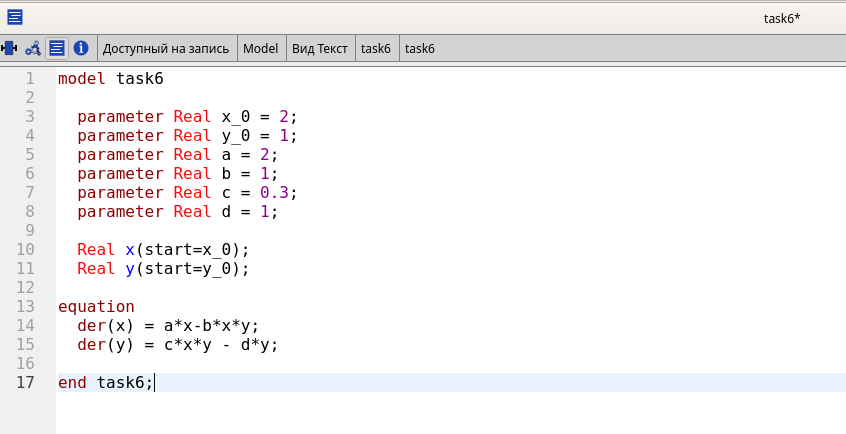 task6*
Доступный на запись Model Вид Текст task6 task6
1 model task6
2
3 parameter Real x_0 = 2;
4 parameter Real y_0 = 1;
5 parameter Real a = 2;
6 parameter Real b = 1;
7 parameter Real c = 0.3;
8 parameter Real d = 1;
9
10 Real x(start=x_0);
11 Real y(start=y_0);
12
13 equation
14 der(x) = a*x-b*x*y;
15 der(y) = c*x*y - d*y;
16
17 end task6;